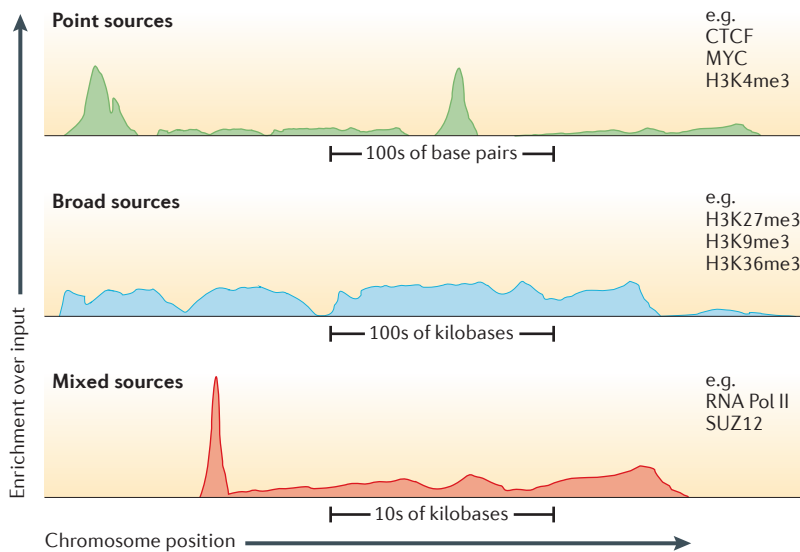 Point sources
e.g.
CTCF
MYC
H3K4me3
100s of base pairs
Broad sources
e.g.
H3K27me3
H3K9me3
H3K36me3
100s of kilobases
Mixed sources
e.g.
RNA Pol II
SUZ12
10s of kilobases
Enrichment over input
Chromosome position